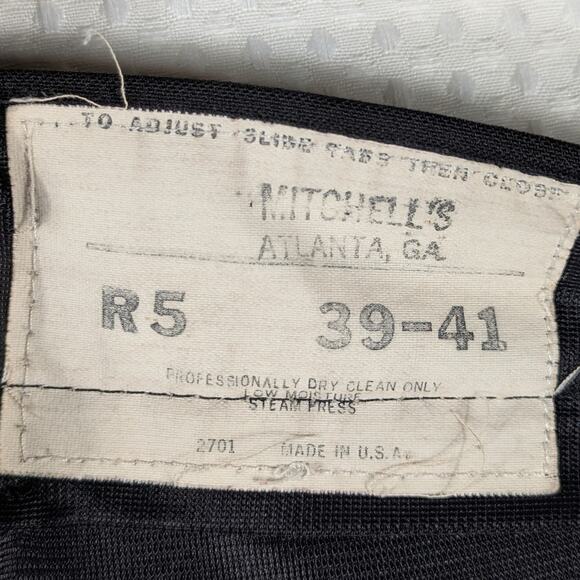 TO ADJUST SLIDE TABS THEN CLOSE
MITCHELL'S
ATLANTA, GA
R5 39-41
PROFESSIONALLY DRY CLEAN ONLY
LOW MOISTURE
STEAM PRESS
2701 MADE IN U.S.A.